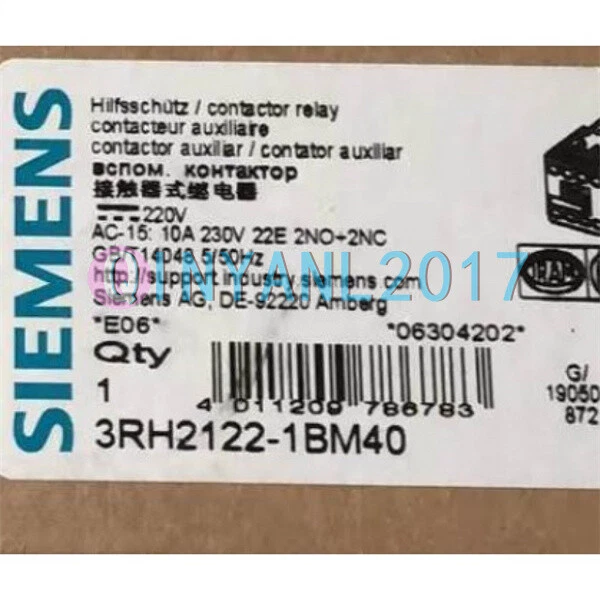 SIEMENS
Hilfsschütz / contactor relay
contacteur auxiliaire
contactor auxiliar / contator auxiliar
вспом. контактор
接触器式继电器
220V
AC-15: 10A 230V 22E 2NO+2NC
GB/T14048.5/50Hz
http://support.industry.siemens.com
Siemens AG, DE-92220 Amberg
QINYANL2017
*E06* *06304202*
Qty
1
4 011209 786783
G/
19050
872
3RH2122-1BM40